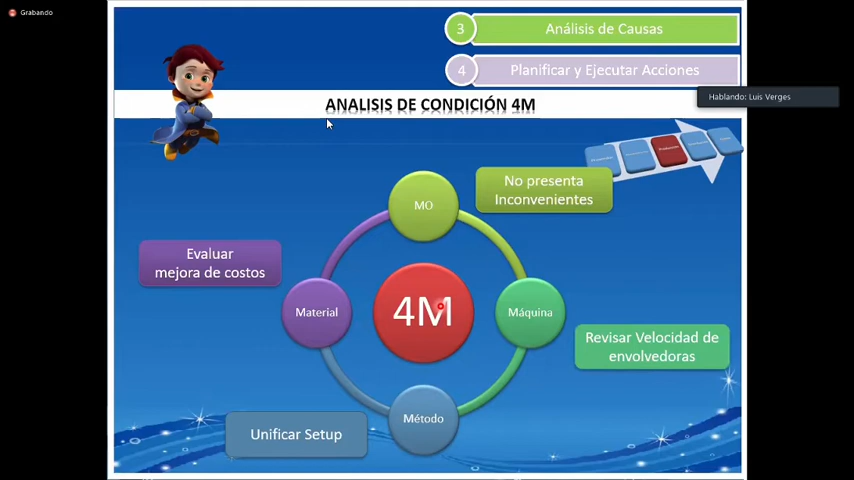 Grabando
3
Análisis de Causas
4
Planificar y Ejecutar Acciones
Hablando: Luis Verges
ANALISIS DE CONDICIÓN 4M
MO
No presenta
Inconvenientes
Evaluar
mejora de costos
Material
4M
Máquina
Revisar Velocidad de
envolvedoras
Método
Unificar Setup